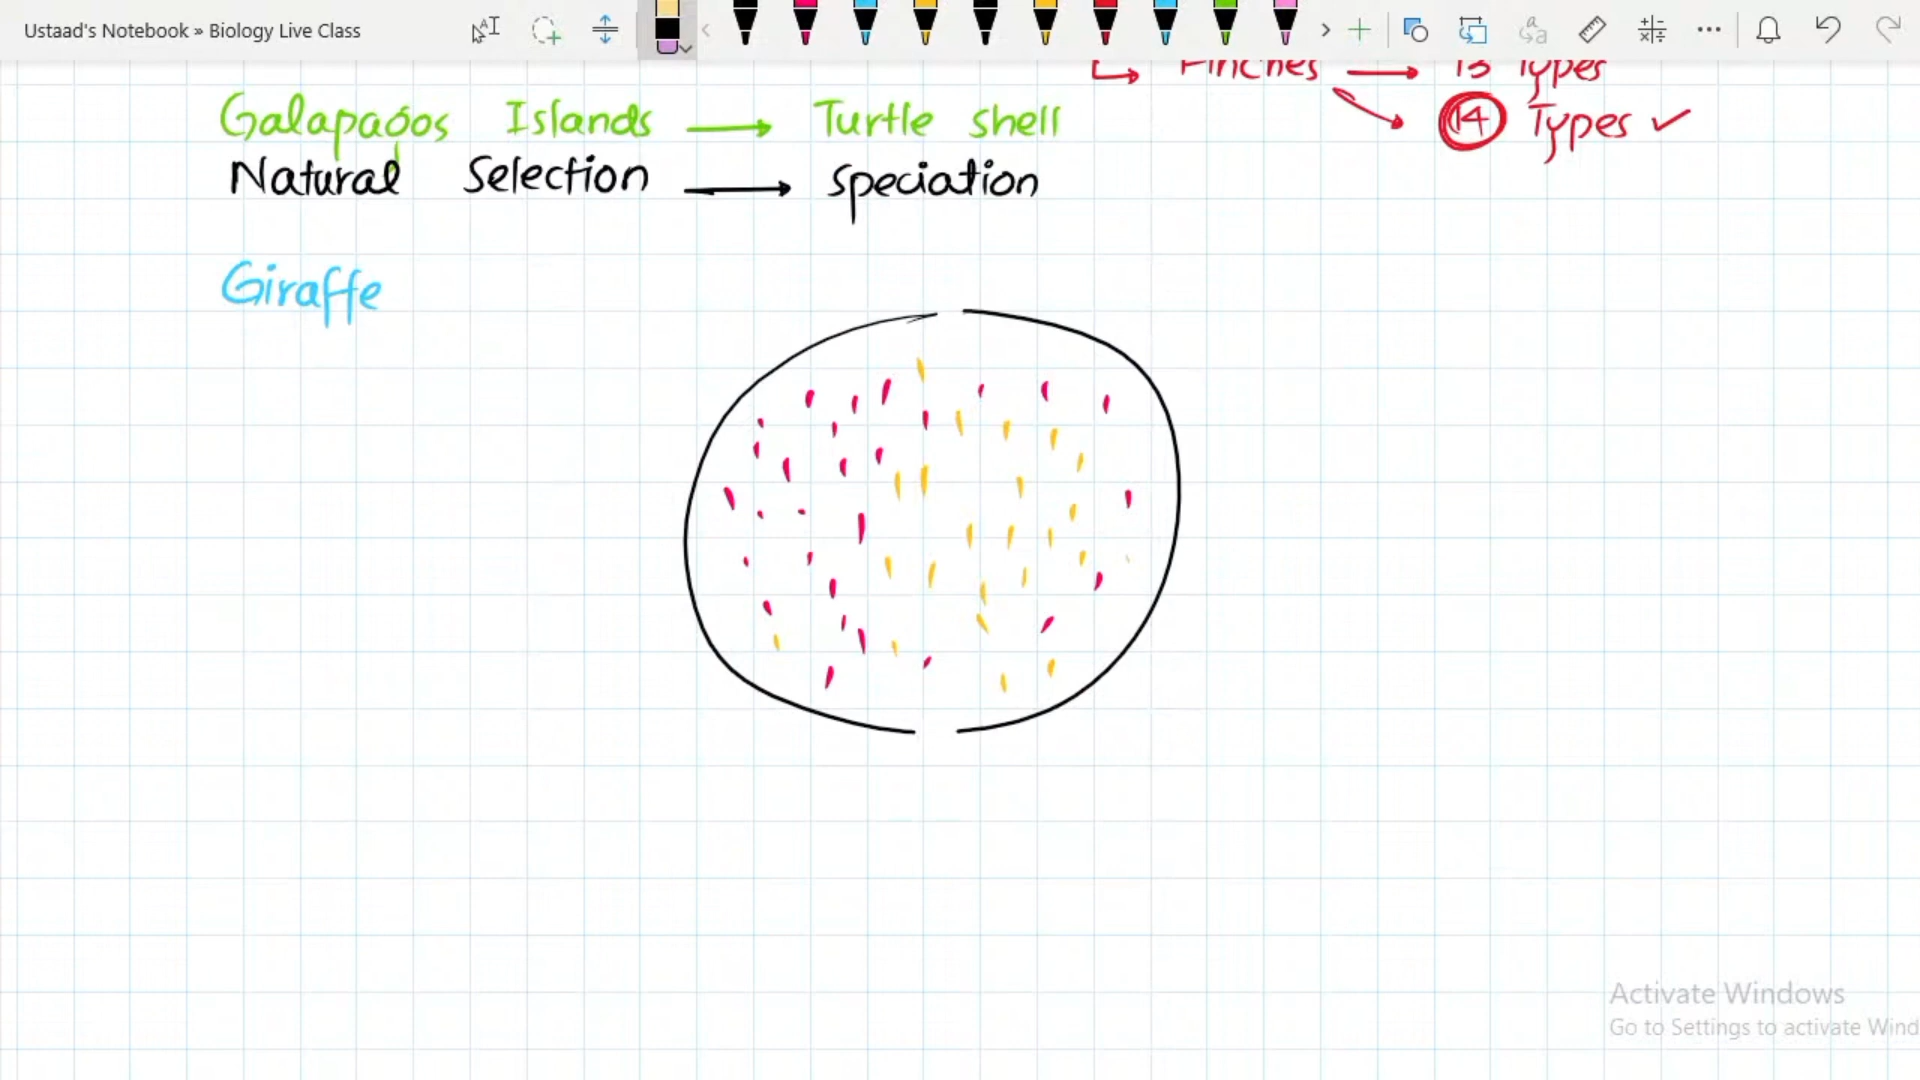 Ustaad's Notebook » Biology Live Class
Finches → 13 Types
Galapagos Islands → Turtle shell
14 Types ✓
Natural Selection → speciation
Giraffe
Activate Windows
Go to Settings to activate Wind